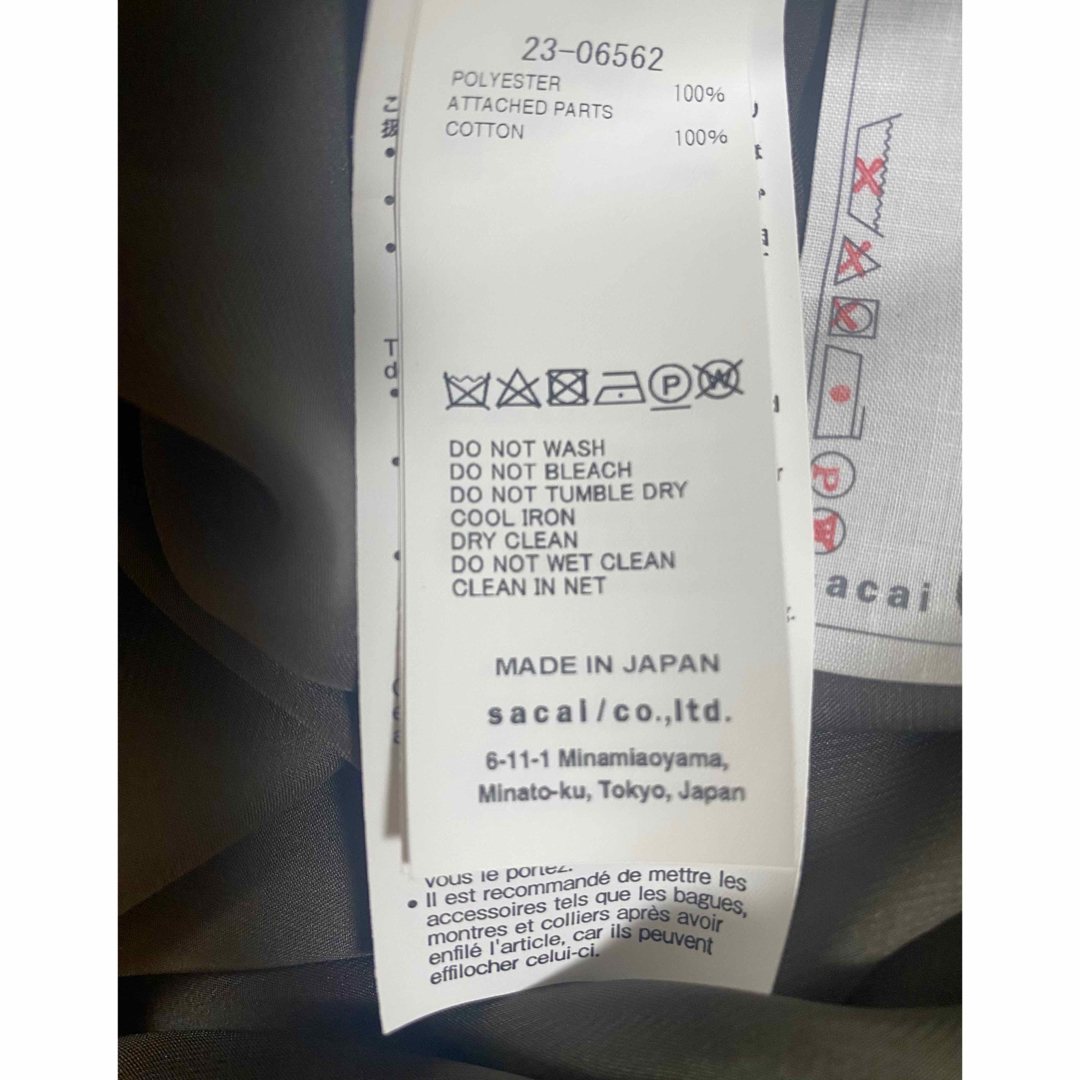 23-06562
POLYESTER 100%
ATTACHED PARTS
COTTON 100%
P W
DO NOT WASH
DO NOT BLEACH
DO NOT TUMBLE DRY
COOL IRON
DRY CLEAN
DO NOT WET CLEAN
CLEAN IN NET
MADE IN JAPAN
sacai/co.,ltd.
6-11-1 Minamiaoyama,
Minato-ku, Tokyo, Japan
vous le portez.
• Il est recommandé de mettre les
accessoires tels que les bagues,
montres et colliers après avoir
enfilé l'article, car ils peuvent
effilocher celui-ci.
こ
扱
T
d
P
W
acai